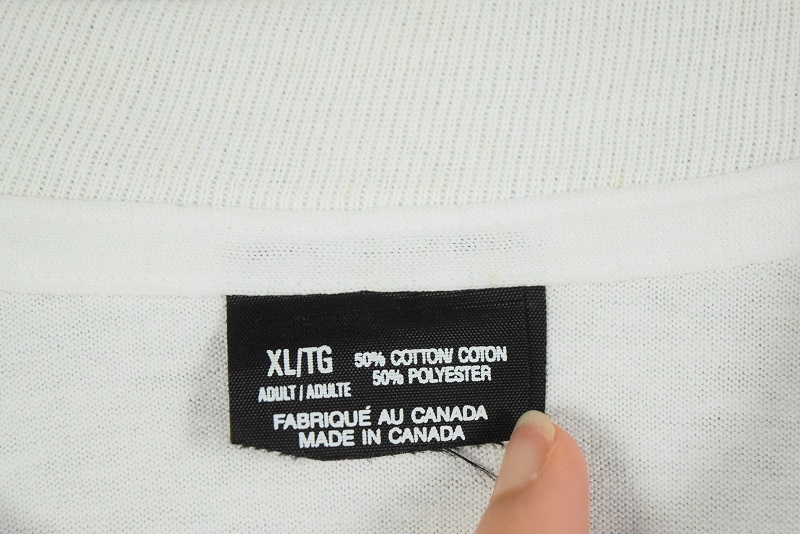 XL/TG
ADULT / ADULTE
50% COTTON/ COTON
50% POLYESTER
FABRIQUÉ AU CANADA
MADE IN CANADA